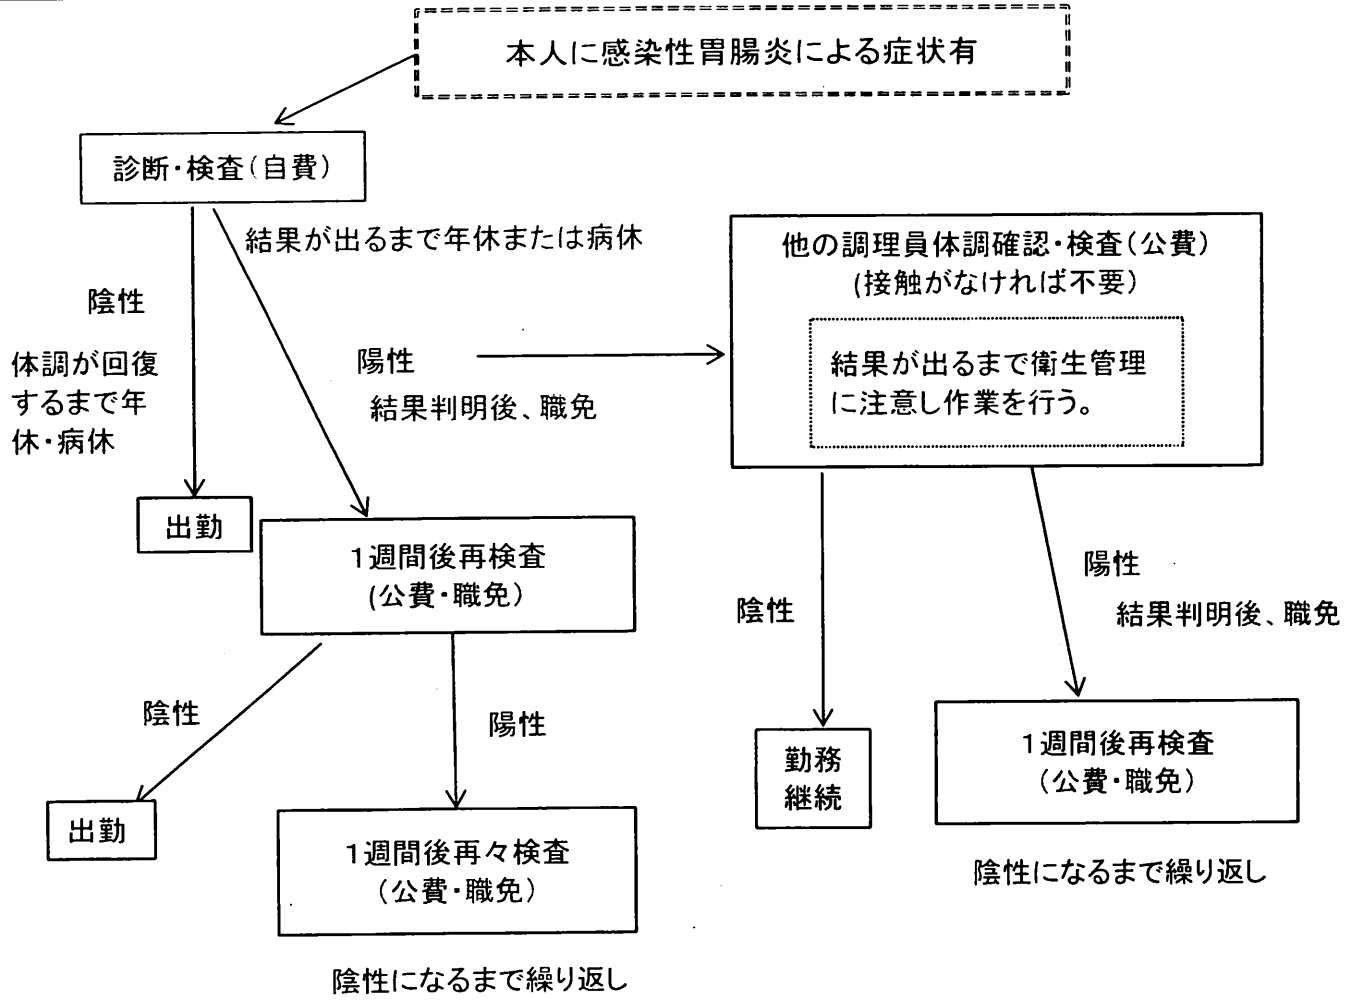 本人に感染性胃腸炎による症状有
診断・検査(自費)
結果が出るまで年休または病休
陰性
体調が回復
するまで年
休・病休
陽性
結果判明後、職免
他の調理員体調確認・検査(公費)
(接触がなければ不要)
結果が出るまで衛生管理
に注意し作業を行う。
出勤
1週間後再検査
(公費・職免)
陰性
陽性
出勤
1週間後再々検査
(公費・職免)
陰性になるまで繰り返し
陰性
陽性
結果判明後、職免
勤務
継続
1週間後再検査
(公費・職免)
陰性になるまで繰り返し